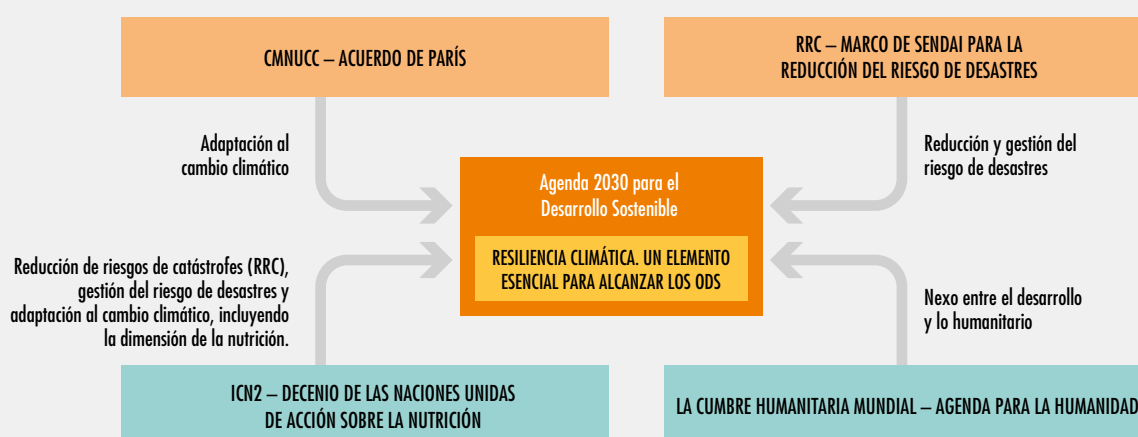 CMNUCC – ACUERDO DE PARÍS
RRC – MARCO DE SENDAI PARA LA
REDUCCIÓN DEL RIESGO DE DESASTRES
Adaptación al
cambio climático
Reducción y gestión del
riesgo de desastres
Agenda 2030 para el
Desarrollo Sostenible
RESILIENCIA CLIMÁTICA. UN ELEMENTO
ESENCIAL PARA ALCANZAR LOS ODS
Reducción de riesgos de catástrofes (RRC),
gestión del riesgo de desastres y
adaptación al cambio climático, incluyendo
la dimensión de la nutrición.
Nexo entre el desarrollo
y lo humanitario
ICN2 – DECENIO DE LAS NACIONES UNIDAS
DE ACCIÓN SOBRE LA NUTRICIÓN
LA CUMBRE HUMANITARIA MUNDIAL – AGENDA PARA LA HUMANIDAD